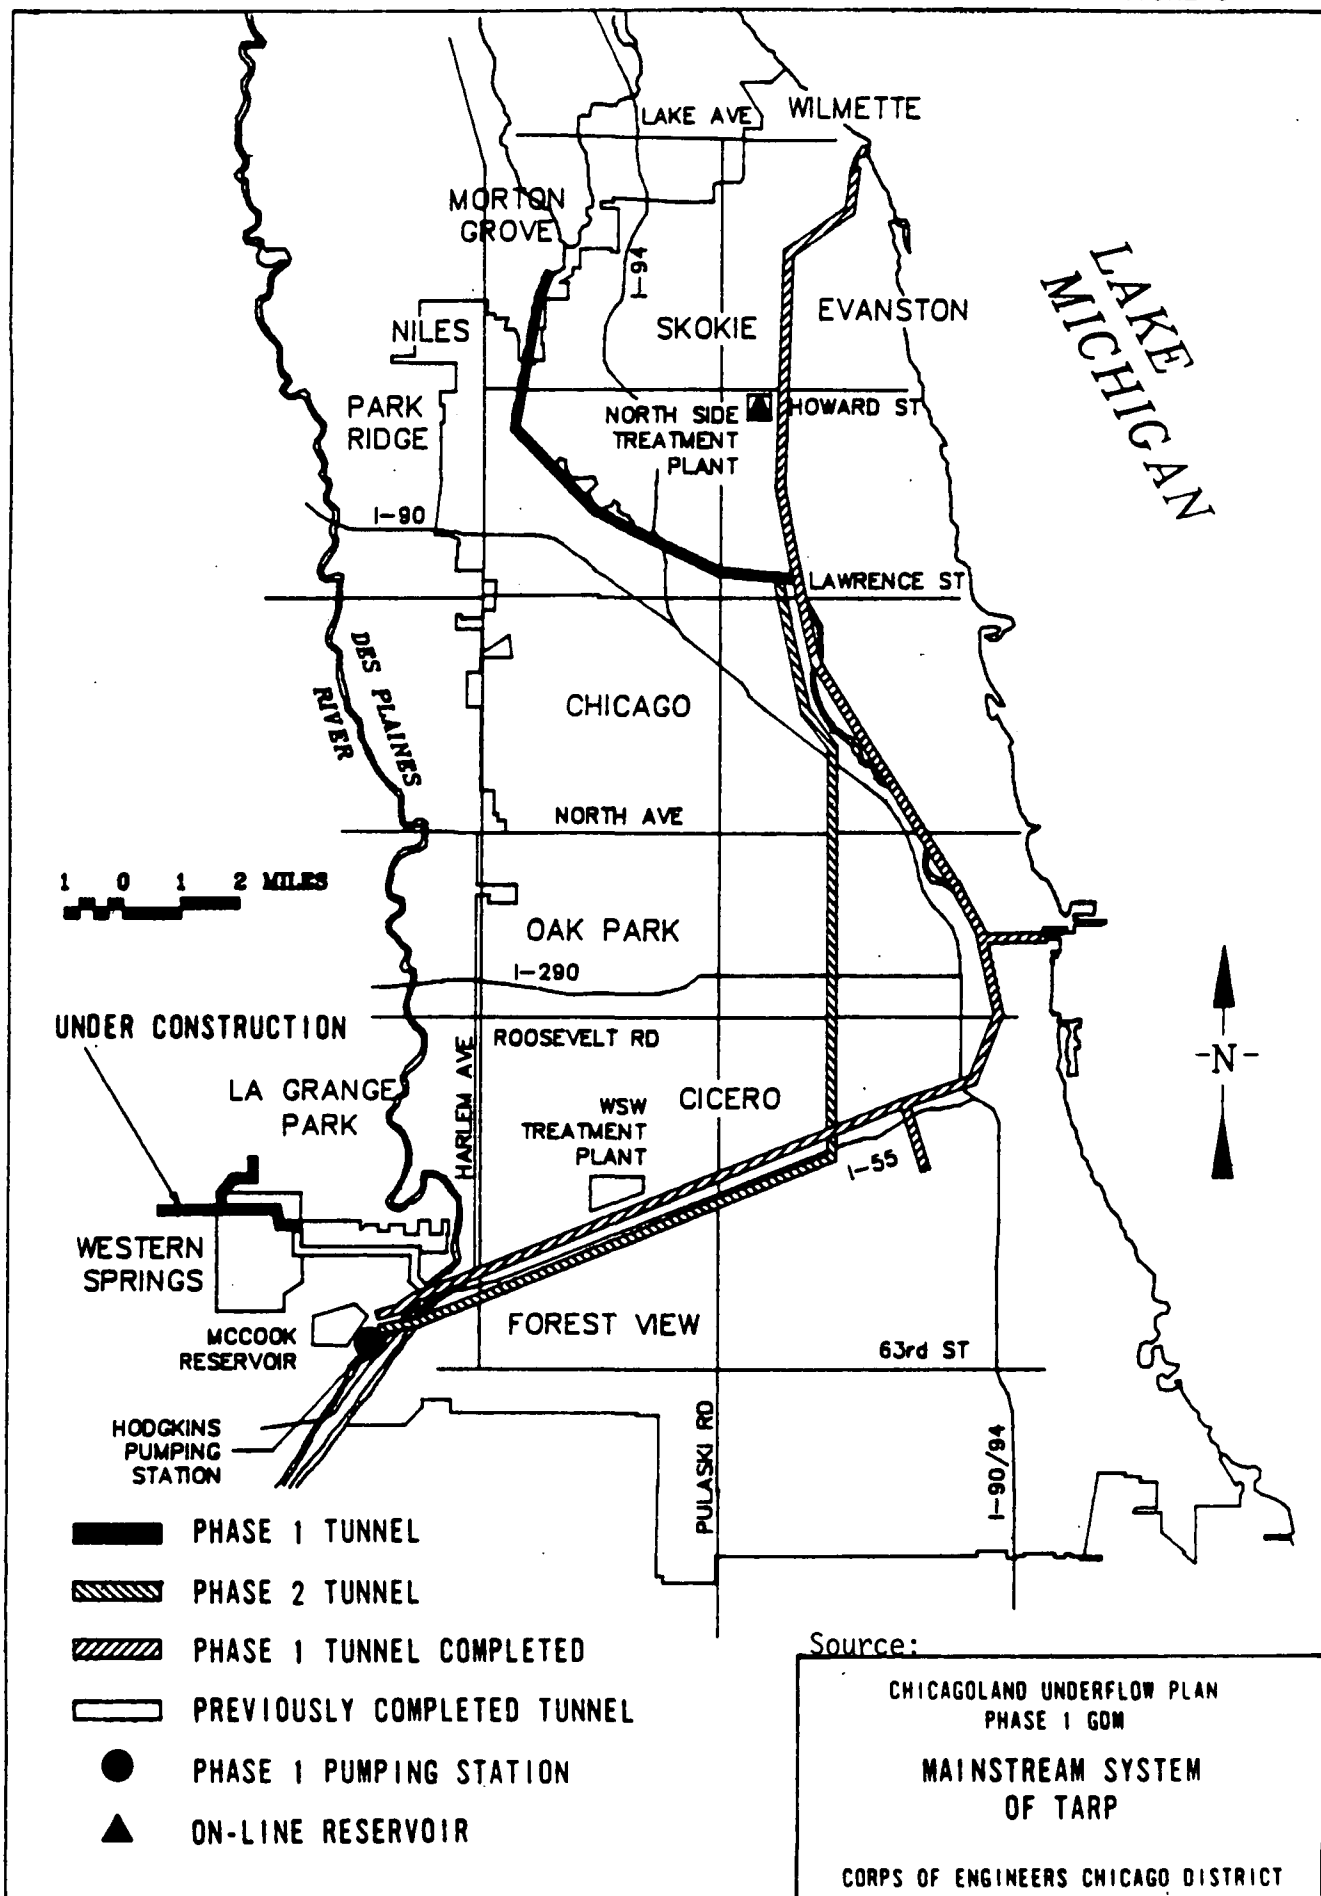 LAKE AVE
WILMETTE
MORTON
GROVE
I-94
LAKE
MICHIGAN
NILES
SKOKIE
EVANSTON
PARK
RIDGE
NORTH SIDE
TREATMENT
PLANT
HOWARD ST
I-90
LAWRENCE ST
DES PLAINES
RIVER
CHICAGO
NORTH AVE
1 0 1 2 MILES
OAK PARK
I-290
UNDER CONSTRUCTION
ROOSEVELT RD
-N-
LA GRANGE
PARK
HARLEM AVE
WSW
TREATMENT
PLANT
CICERO
I-55
WESTERN
SPRINGS
MCCOOK
RESERVOIR
FOREST VIEW
63rd ST
HODGKINS
PUMPING
STATION
PULASKI RD
I-90/94
PHASE 1 TUNNEL
PHASE 2 TUNNEL
PHASE 1 TUNNEL COMPLETED
PREVIOUSLY COMPLETED TUNNEL
PHASE 1 PUMPING STATION
ON-LINE RESERVOIR
Source:
CHICAGOLAND UNDERFLOW PLAN
PHASE 1 GDM
MAINSTREAM SYSTEM
OF TARP
CORPS OF ENGINEERS CHICAGO DISTRICT